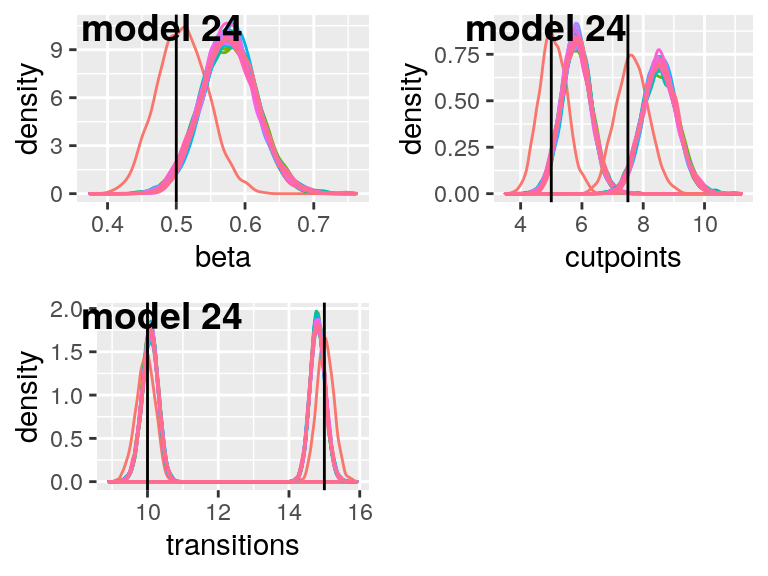 model 24
density
9
6
3
0
0.4 0.5 0.6 0.7
beta
model 24
density
0.75
0.50
0.25
0.00
4 6 8 10
cutpoints
model 24
density
2.0
1.5
1.0
0.5
0.0
10 12 14 16
transitions